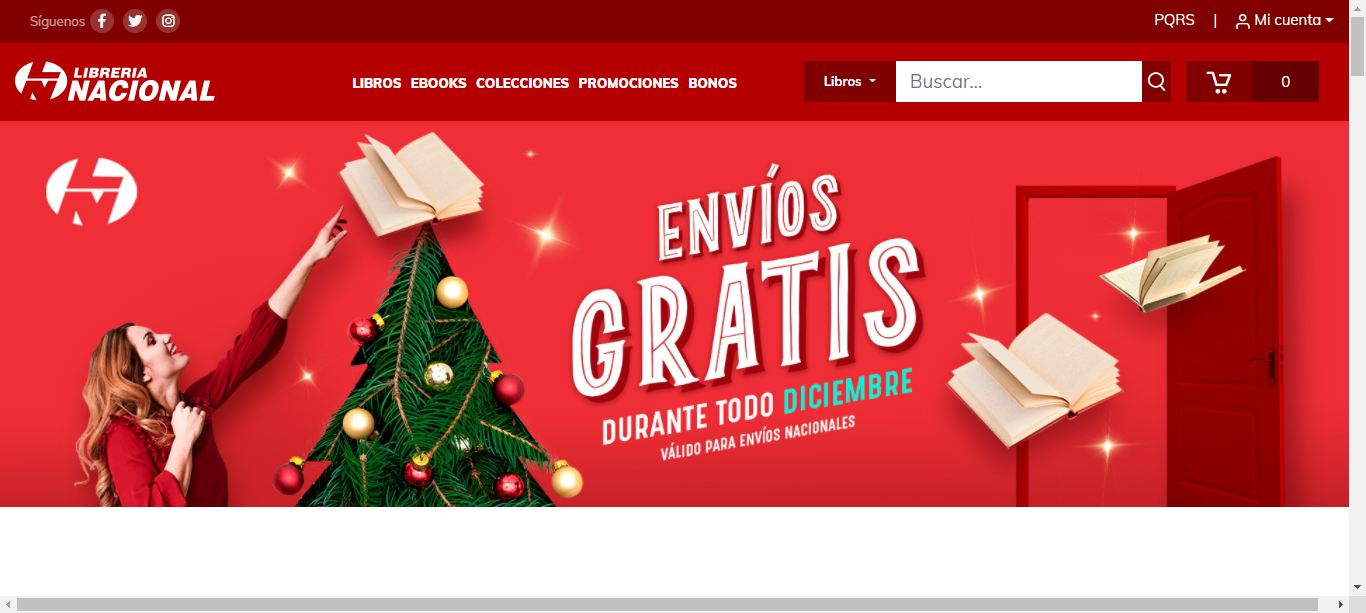 Síguenos
PQRS | Mi cuenta
LIBRERIA
NACIONAL
LIBROS EBOOKS COLECCIONES PROMOCIONES BONOS
Libros
Buscar...
0
ENVÍOS
GRATIS
DURANTE TODO DICIEMBRE
VÁLIDO PARA ENVÍOS NACIONALES